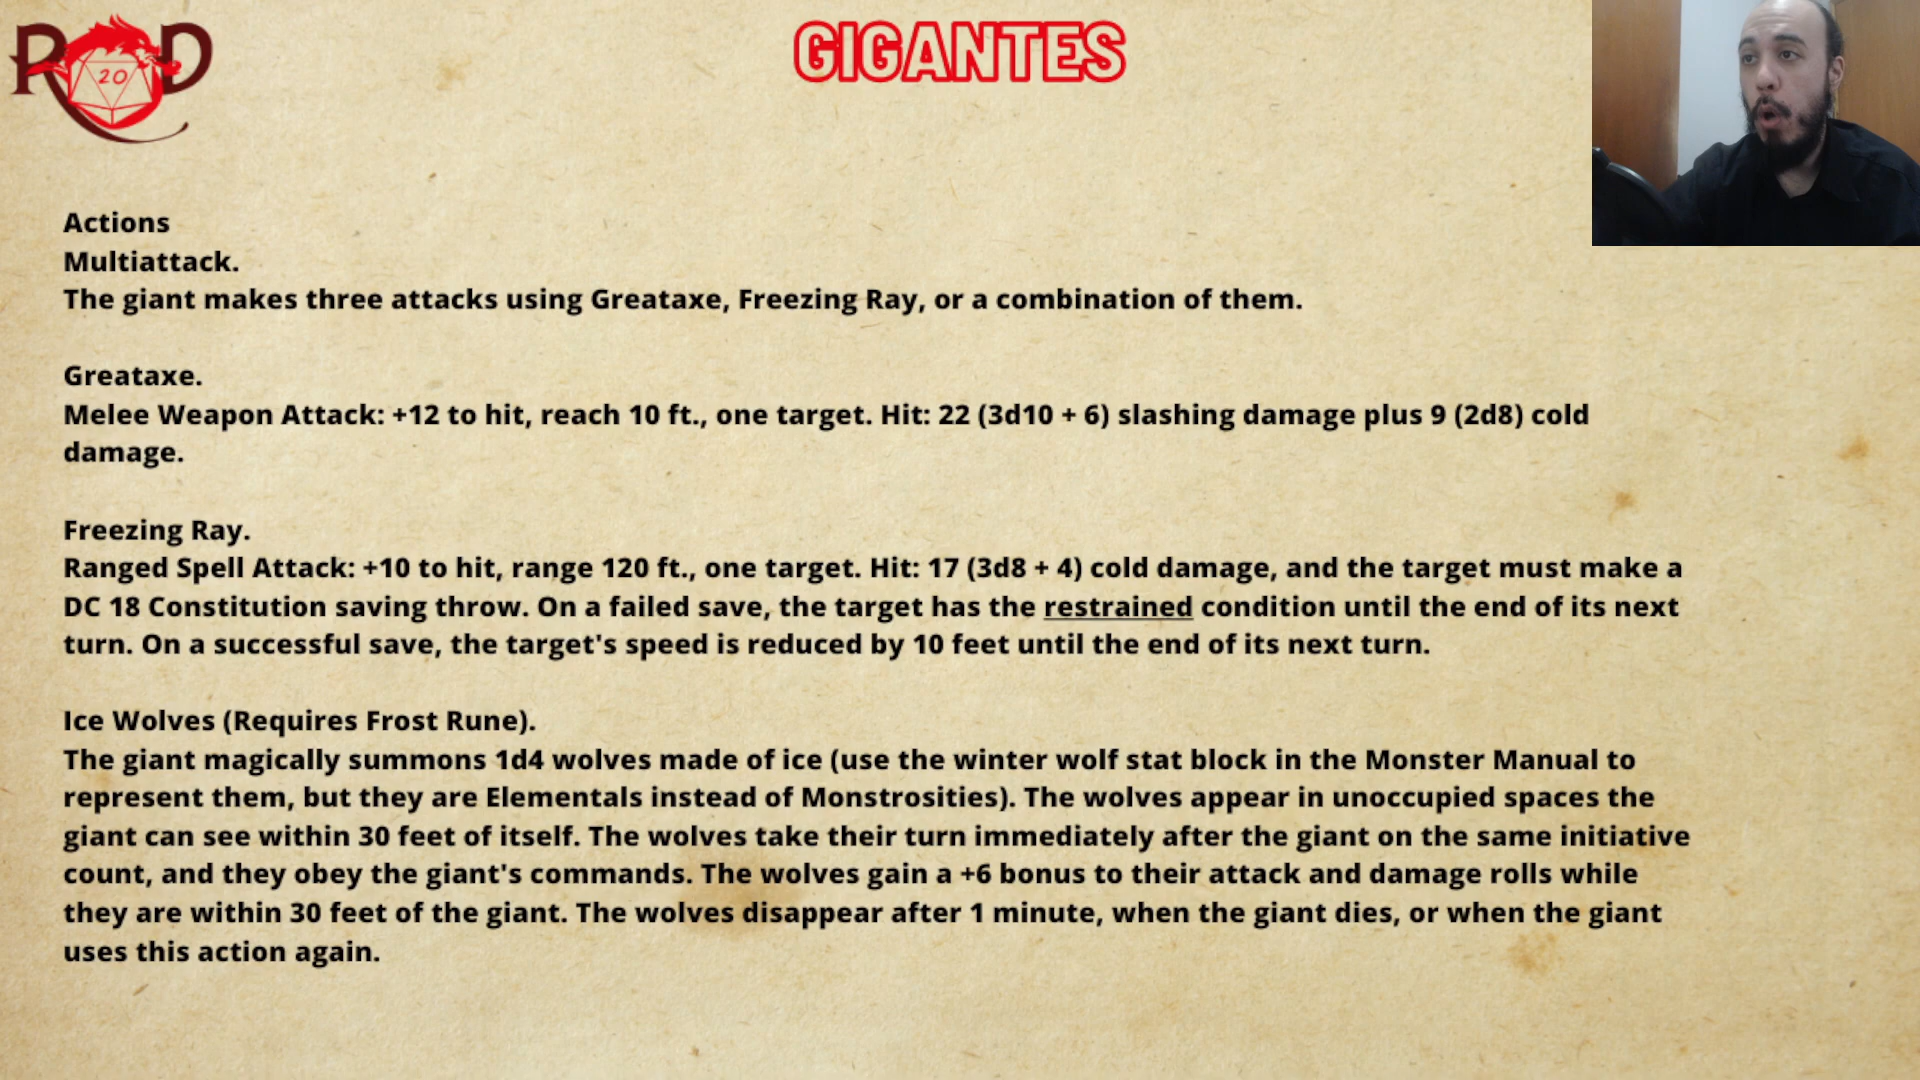 R D
20
GIGANTES
Actions
Multiattack.
The giant makes three attacks using Greataxe, Freezing Ray, or a combination of them.
Greataxe.
Melee Weapon Attack: +12 to hit, reach 10 ft., one target. Hit: 22 (3d10 + 6) slashing damage plus 9 (2d8) cold
damage.
Freezing Ray.
Ranged Spell Attack: +10 to hit, range 120 ft., one target. Hit: 17 (3d8 + 4) cold damage, and the target must make a
DC 18 Constitution saving throw. On a failed save, the target has the restrained condition until the end of its next
turn. On a successful save, the target's speed is reduced by 10 feet until the end of its next turn.
Ice Wolves (Requires Frost Rune).
The giant magically summons 1d4 wolves made of ice (use the winter wolf stat block in the Monster Manual to
represent them, but they are Elementals instead of Monstrosities). The wolves appear in unoccupied spaces the
giant can see within 30 feet of itself. The wolves take their turn immediately after the giant on the same initiative
count, and they obey the giant's commands. The wolves gain a +6 bonus to their attack and damage rolls while
they are within 30 feet of the giant. The wolves disappear after 1 minute, when the giant dies, or when the giant
uses this action again.